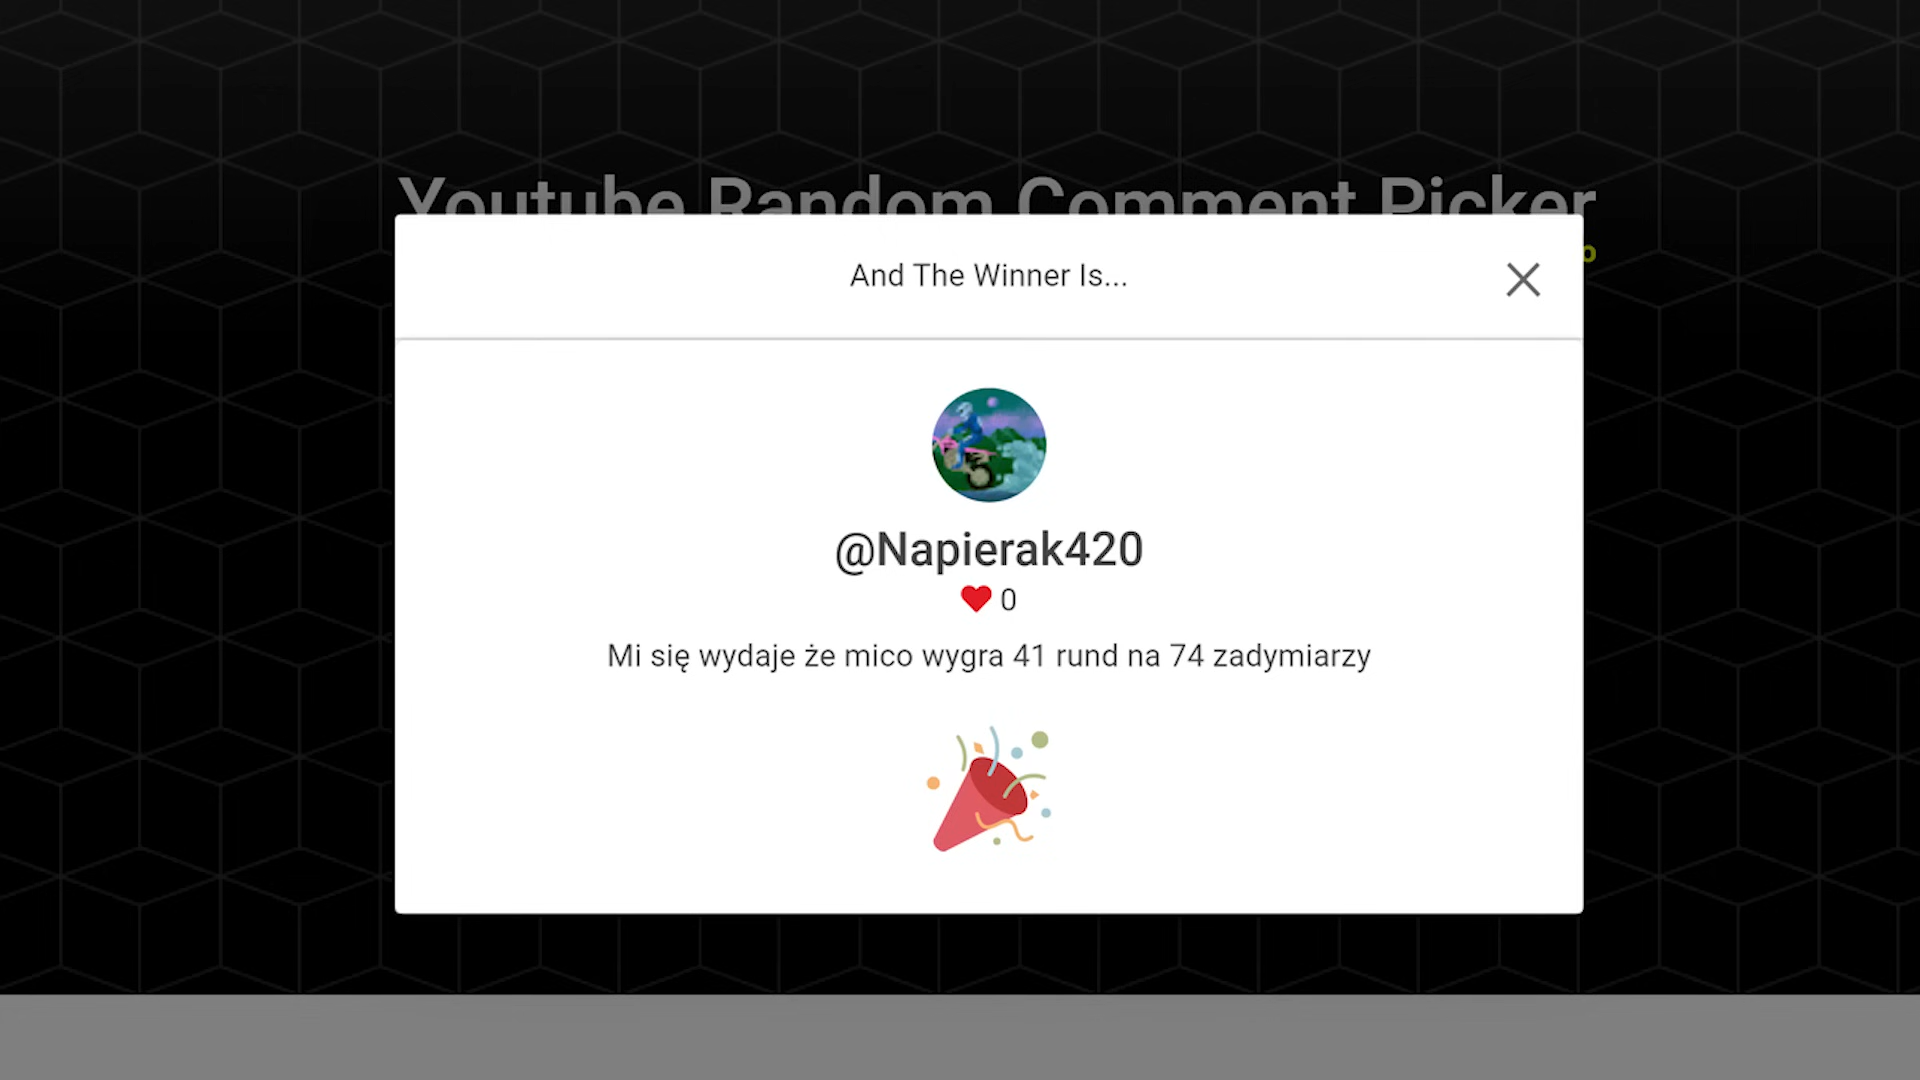 Youtube Random Comment Picker
And The Winner Is...
@Napierak420
0
Mi się wydaje że mico wygra 41 rund na 74 zadymiarzy